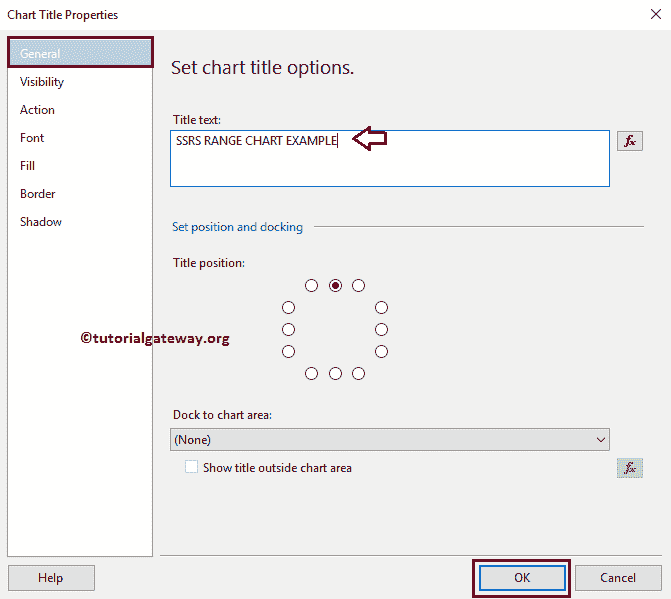 Chart Title Properties
General
Visibility
Action
Font
Fill
Border
Shadow
Set chart title options.
Title text:
SSRS RANGE CHART EXAMPLE
fx
Set position and docking
Title position:
©tutorialgateway.org
Dock to chart area:
(None)
Show title outside chart area
fx
Help
OK
Cancel